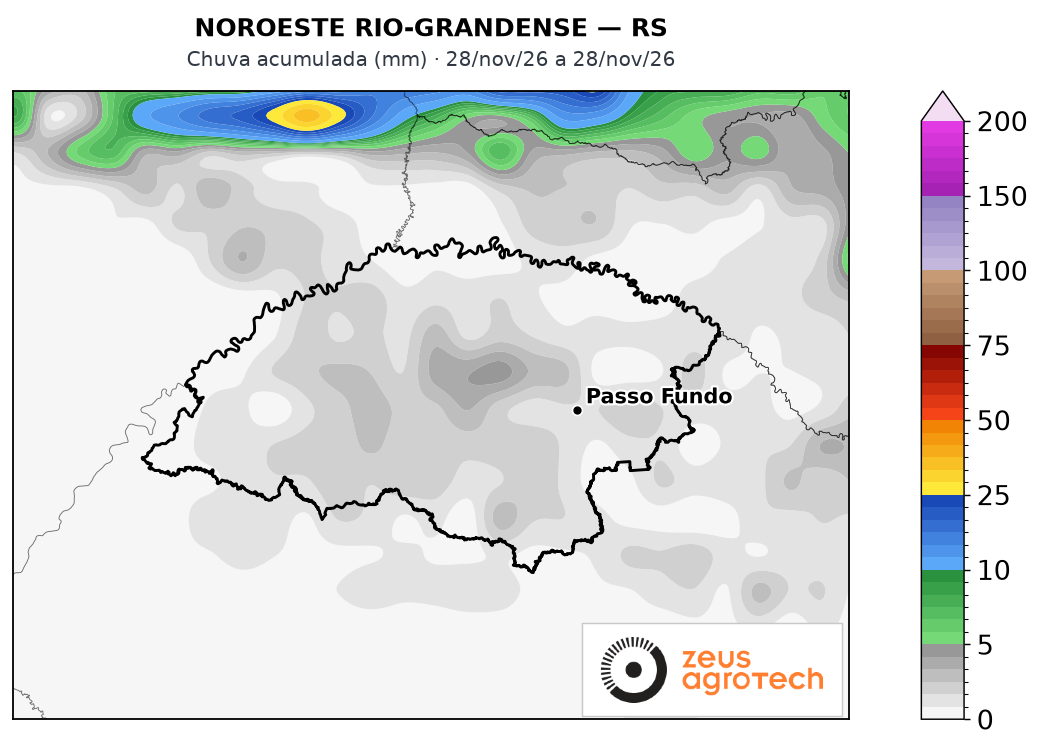 NOROESTE RIO-GRANDENSE — RS
Chuva acumulada (mm) · 28/nov/26 a 28/nov/26
200
150
100
75
50
25
10
5
0
Passo Fundo
zeus
agrotech